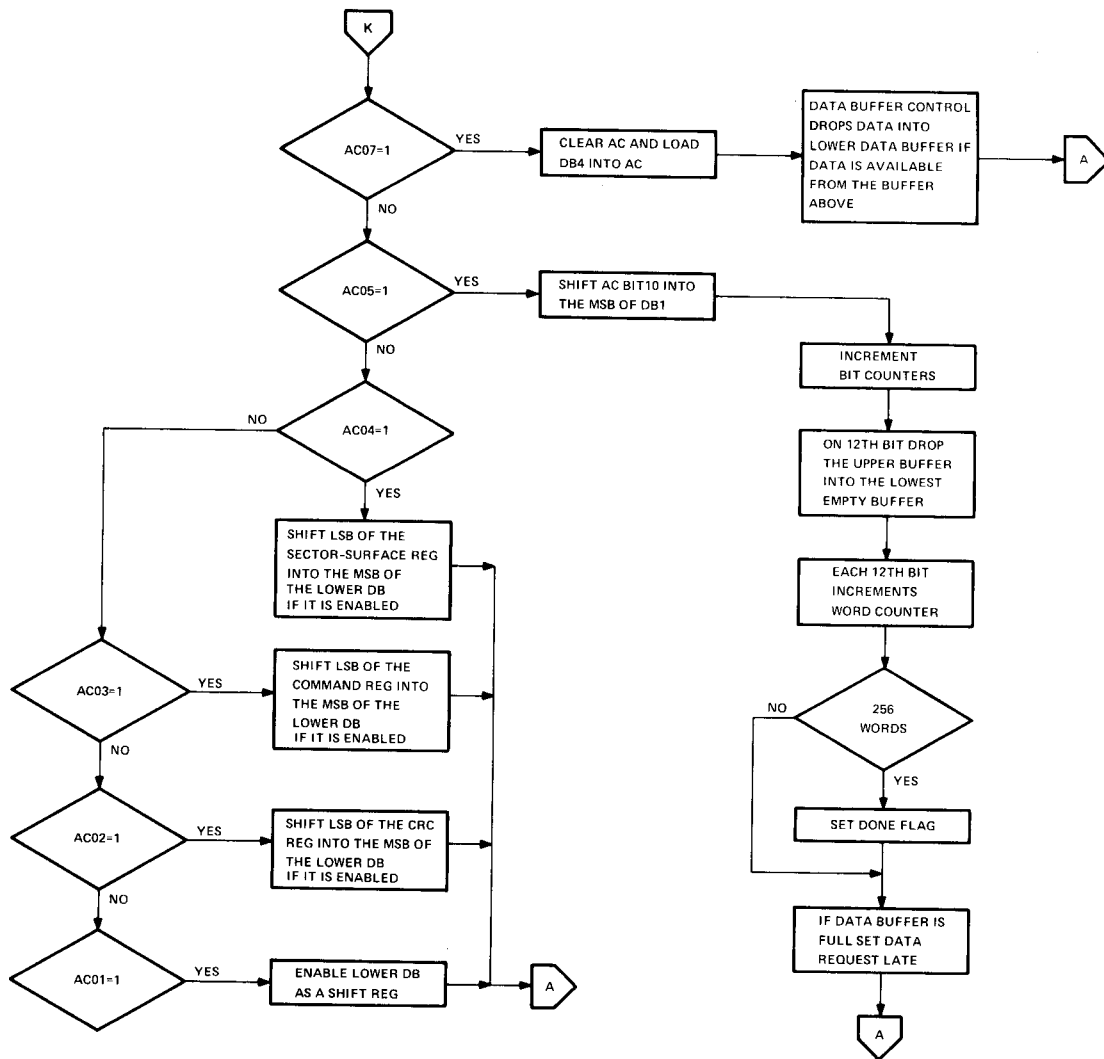 K
AC07=1
YES
CLEAR AC AND LOAD
DB4 INTO AC
DATA BUFFER CONTROL
DROPS DATA INTO
LOWER DATA BUFFER IF
DATA IS AVAILABLE
FROM THE BUFFER
ABOVE
A
NO
AC05=1
YES
SHIFT AC BIT10 INTO
THE MSB OF DB1
NO
INCREMENT
BIT COUNTERS
NO
AC04=1
YES
ON 12TH BIT DROP
THE UPPER BUFFER
INTO THE LOWEST
EMPTY BUFFER
SHIFT LSB OF THE
SECTOR-SURFACE REG
INTO THE MSB OF
THE LOWER DB
IF IT IS ENABLED
EACH 12TH BIT
INCREMENTS
WORD COUNTER
AC03=1
YES
SHIFT LSB OF THE
COMMAND REG INTO
THE MSB OF THE
LOWER DB
IF IT IS ENABLED
NO
NO
256
WORDS
YES
SET DONE FLAG
AC02=1
YES
SHIFT LSB OF THE CRC
REG INTO THE MSB OF
THE LOWER DB
IF IT IS ENABLED
NO
IF DATA BUFFER IS
FULL SET DATA
REQUEST LATE
AC01=1
YES
ENABLE LOWER DB
AS A SHIFT REG
A
A